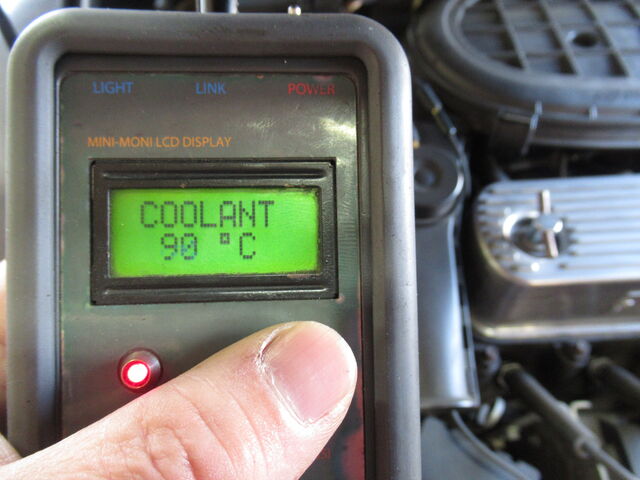 LIGHT LINK POWER
MINI-MONI LCD DISPLAY
COOLANT
90 °C